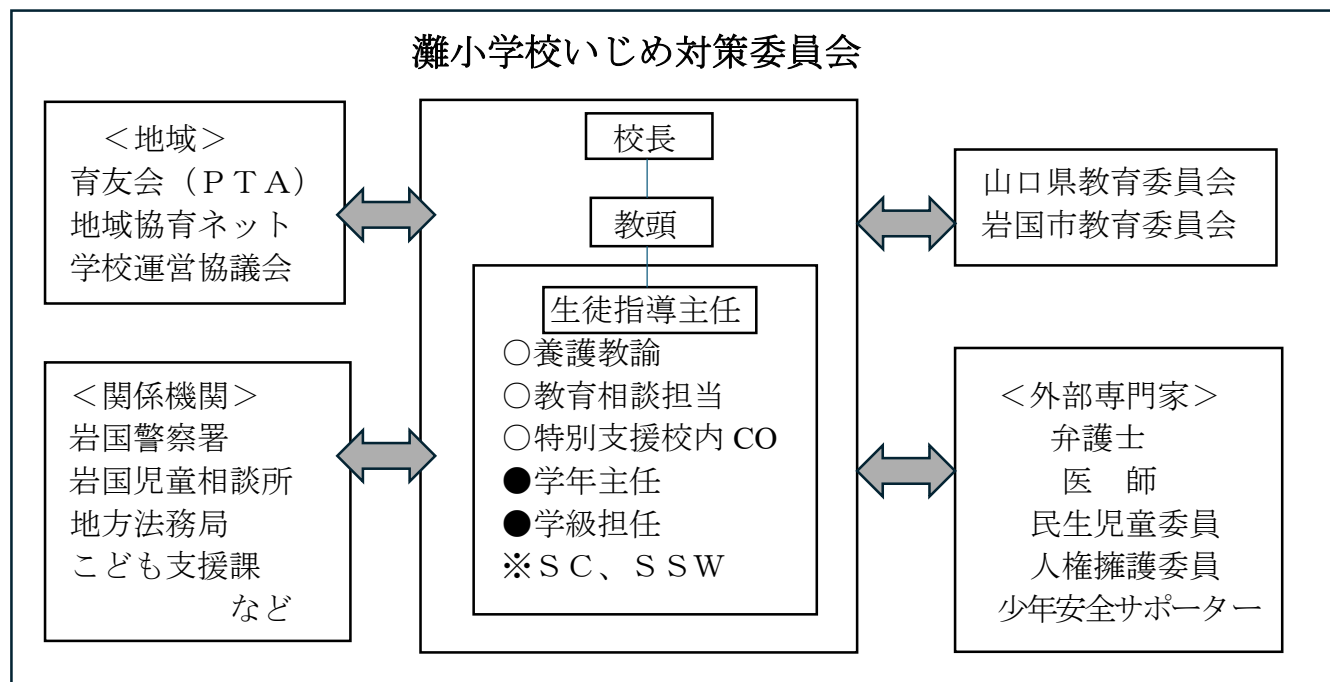 灘小学校いじめ対策委員会
＜地域＞
育友会（ＰＴＡ）
地域協育ネット
学校運営協議会
＜関係機関＞
岩国警察署
岩国児童相談所
地方法務局
こども支援課
など
校長
教頭
生徒指導主任
○養護教諭
○教育相談担当
○特別支援校内 CO
●学年主任
●学級担任
※ＳＣ、ＳＳＷ
山口県教育委員会
岩国市教育委員会
＜外部専門家＞
弁護士
医　師
民生児童委員
人権擁護委員
少年安全サポーター